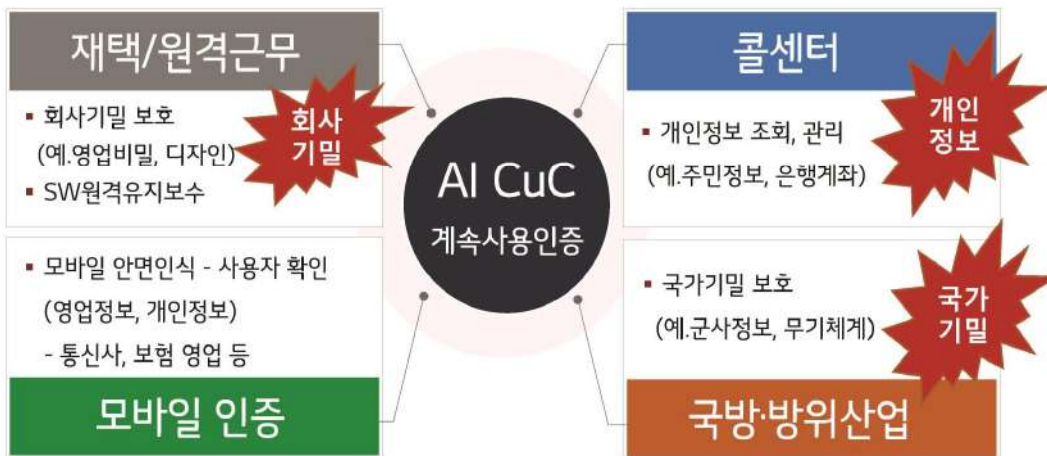 재택/원격근무
▪ 회사기밀 보호
(예.영업비밀, 디자인)
▪ SW원격유지보수
회사
기밀
콜센터
▪ 개인정보 조회, 관리
(예.주민정보, 은행계좌)
개인
정보
AI CuC
계속사용인증
▪ 모바일 안면인식 - 사용자 확인
(영업정보, 개인정보)
- 통신사, 보험 영업 등
모바일 인증
▪ 국가기밀 보호
(예.군사정보, 무기체계)
국가
기밀
국방·방위산업